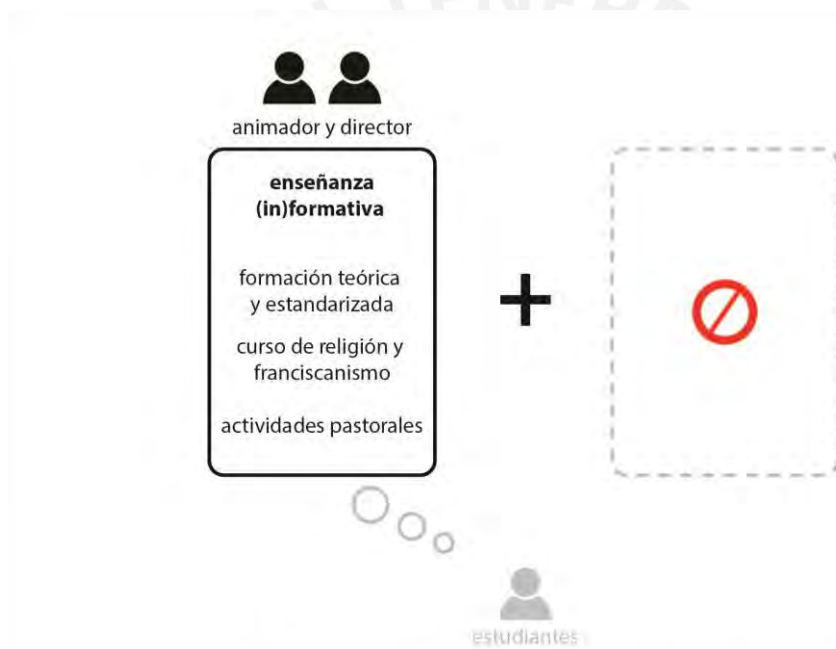 animador y director
enseñanza
(in)formativa
formación teórica
y estandarizada
curso de religión y
franciscanismo
actividades pastorales
estudiantes